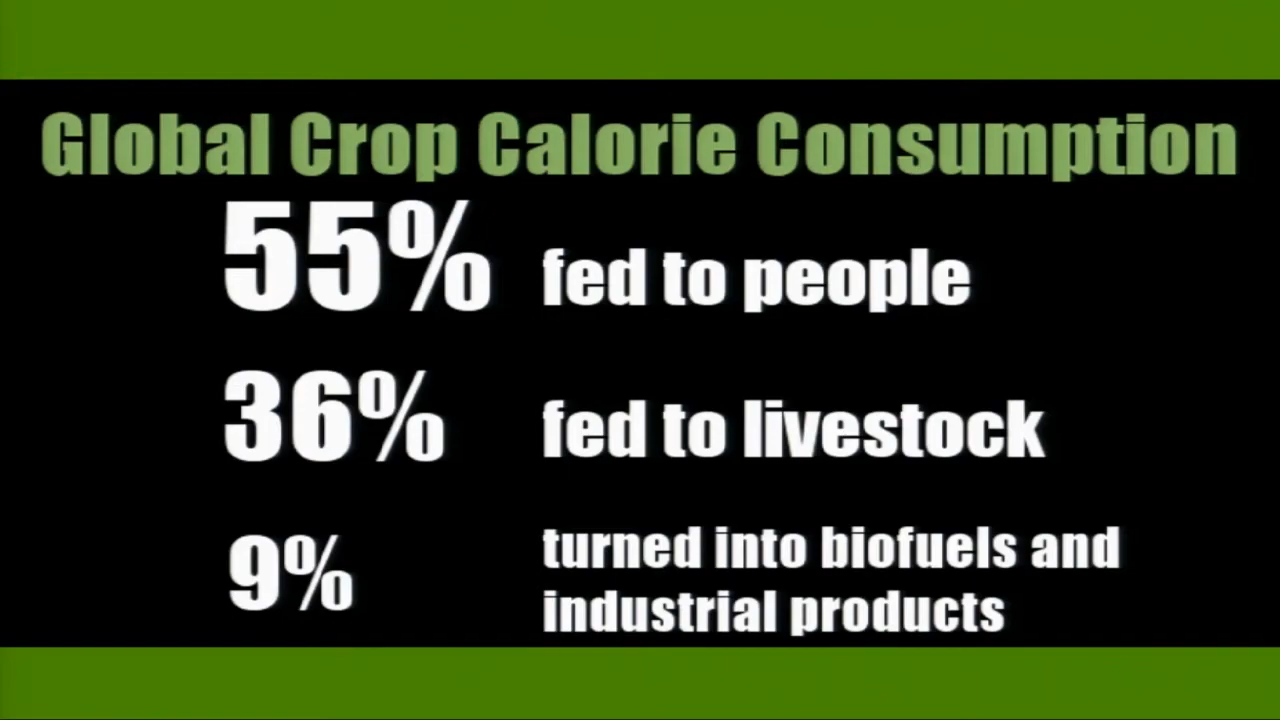 Global Crop Calorie Consumption
55% fed to people
36% fed to livestock
9% turned into biofuels and
industrial products